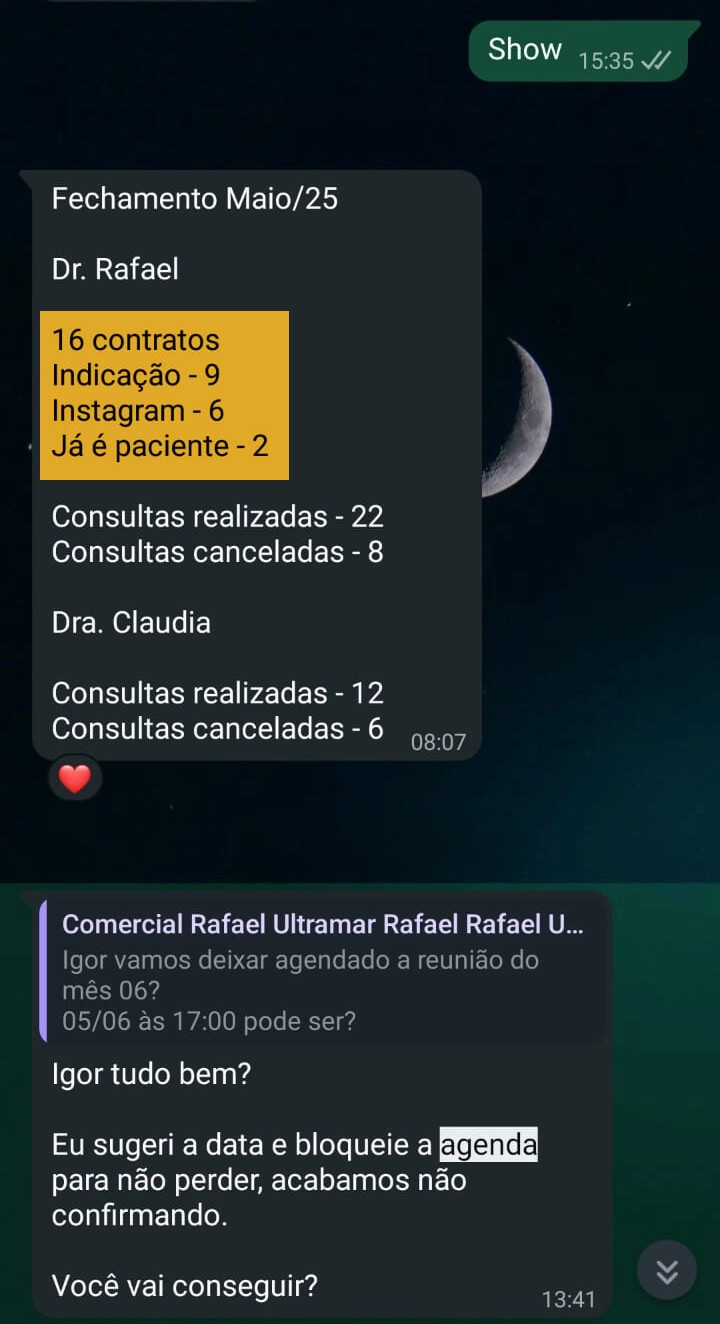 Show 15:35
Fechamento Maio/25
Dr. Rafael
16 contratos
Indicação - 9
Instagram - 6
Já é paciente - 2
Consultas realizadas - 22
Consultas canceladas - 8
Dra. Claudia
Consultas realizadas - 12
Consultas canceladas - 6 08:07
Comercial Rafael Ultramar Rafael Rafael U...
Igor vamos deixar agendado a reunião do
mês 06?
05/06 às 17:00 pode ser?
Igor tudo bem?
Eu sugeri a data e bloqueie a agenda
para não perder, acabamos não
confirmando.
Você vai conseguir? 13:41